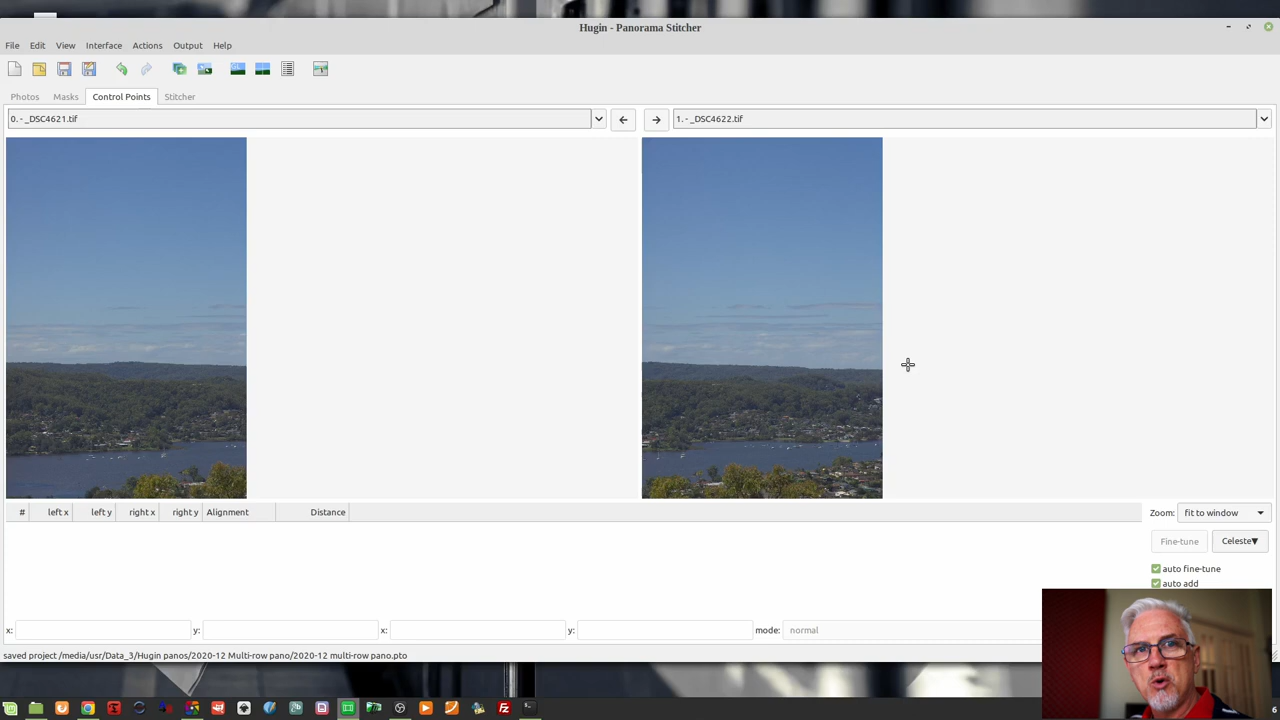 Hugin - Panorama Stitcher
File Edit View Interface Actions Output Help
Photos Masks Control Points Stitcher
0. - _DSC4621.tif
1. - _DSC4622.tif
# left x left y right x right y Alignment Distance
Zoom: fit to window
Fine-tune Celeste
auto fine-tune
auto add
x: y: x: y: mode: normal
saved project /media/usr/Data_3/Hugin panos/2020-12 Multi-row pano/2020-12 multi-row pano.pto
6